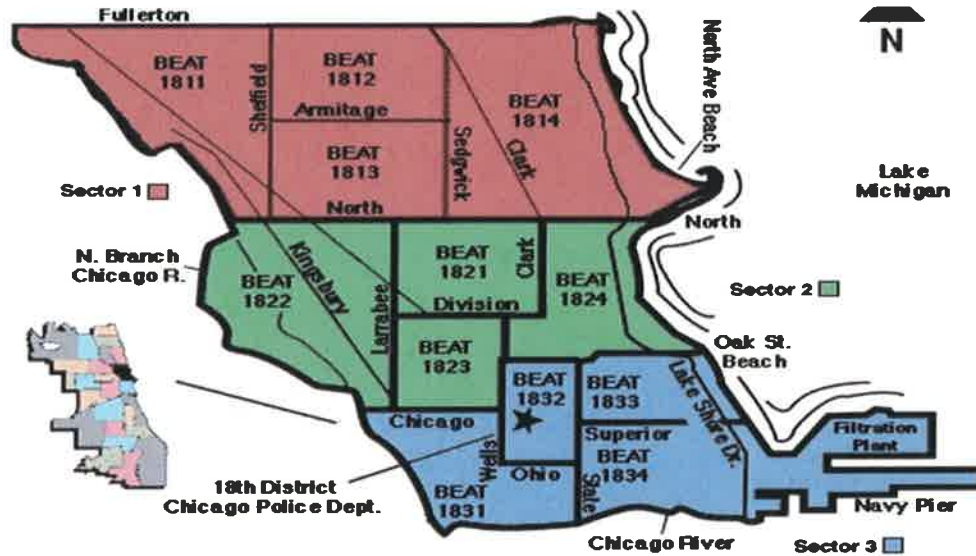 Fullerton
N
BEAT
1811
BEAT
1812
BEAT
1813
BEAT
1814
Sheffield
Armitage
Sedgwick
Clark
North Ave Beach
Lake
Michigan
Sector 1
North
North
N. Branch
Chicago R.
BEAT
1822
Kingsbury
Larrabee
BEAT
1821
Clark
BEAT
1824
Division
Sector 2
BEAT
1823
Oak St.
Beach
BEAT
1832
BEAT
1833
Lake Shore Dr.
Chicago
Wells
Superior
BEAT
1834
Filtration
Plant
18th District
Chicago Police Dept.
Ohio
BEAT
1831
State
Navy Pier
Chicago River
Sector 3